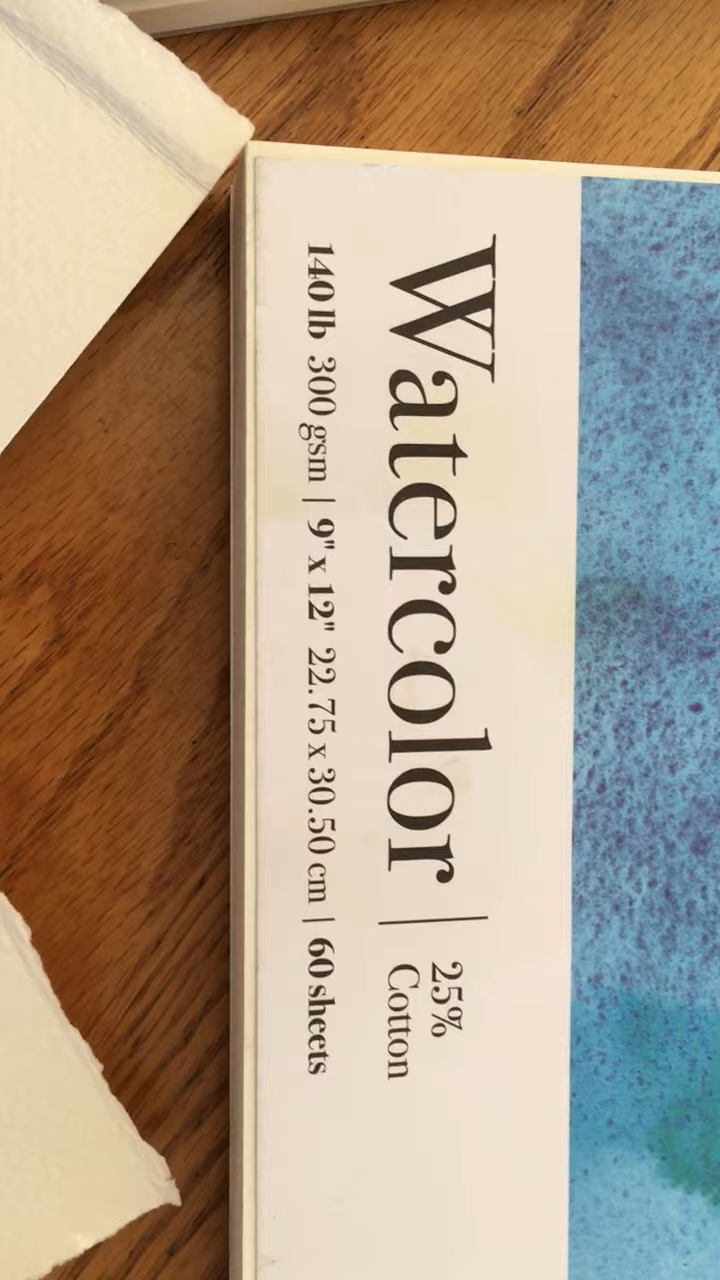 Watercolor | 25%
Cotton
140 lb 300 gsm | 9" x 12" 22.75 x 30.50 cm | 60 sheets